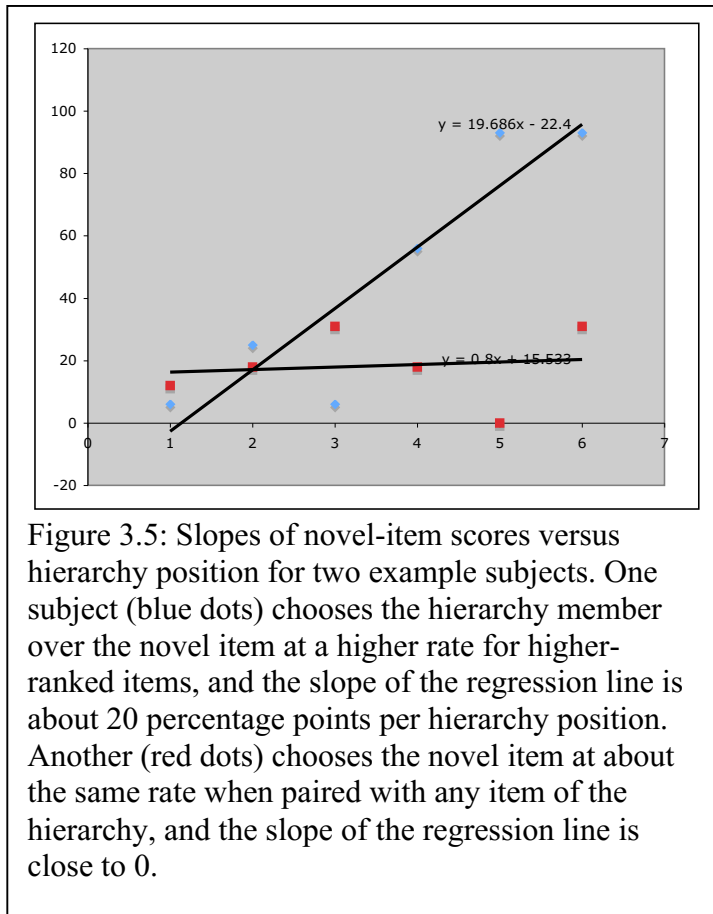 120
100
80
60
40
20
0
-20
0 1 2 3 4 5 6 7
y = 19.686x - 22.4
y = 0.8x + 15.533
Figure 3.5: Slopes of novel-item scores versus
hierarchy position for two example subjects. One
subject (blue dots) chooses the hierarchy member
over the novel item at a higher rate for higher-
ranked items, and the slope of the regression line is
about 20 percentage points per hierarchy position.
Another (red dots) chooses the novel item at about
the same rate when paired with any item of the
hierarchy, and the slope of the regression line is
close to 0.